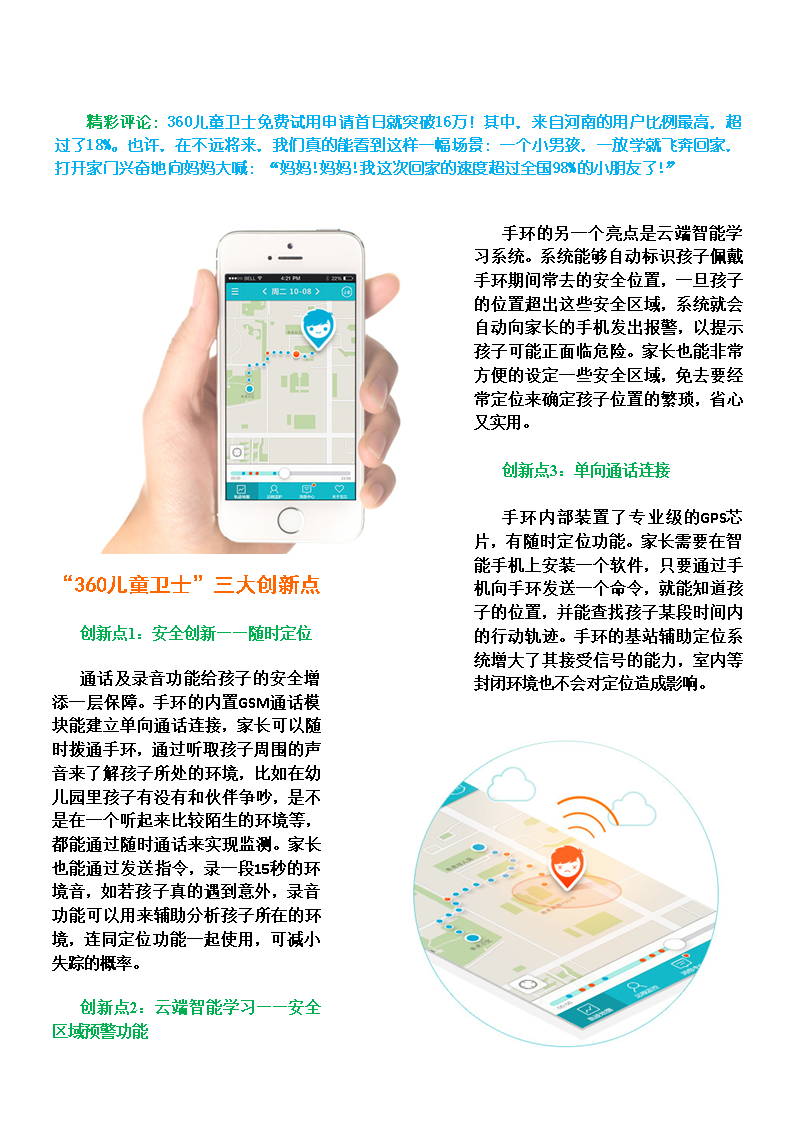 精彩评论：360儿童卫士免费试用申请首日就突破16万！其中，来自河南的用户比例最高，超
过了18%。也许，在不远将来，我们真的能看到这样一幅场景：一个小男孩，一放学就飞奔回家，
打开家门兴奋地向妈妈大喊：“妈妈!妈妈!我这次回家的速度超过全国98%的小朋友了!”
BELL
4:21 PM
22%
周二 10-08
轨迹地图
远程监护
消息中心
关于宝贝
“360儿童卫士”三大创新点
创新点1：安全创新——随时定位
通话及录音功能给孩子的安全增
添一层保障。手环的内置GSM通话模
块能建立单向通话连接，家长可以随
时拨通手环，通过听取孩子周围的声
音来了解孩子所处的环境，比如在幼
儿园里孩子有没有和伙伴争吵，是不
是在一个听起来比较陌生的环境等，
都能通过随时通话来实现监测。家长
也能通过发送指令，录一段15秒的环
境音，如若孩子真的遇到意外，录音
功能可以用来辅助分析孩子所在的环
境，连同定位功能一起使用，可减小
失踪的概率。
创新点2：云端智能学习——安全
区域预警功能
手环的另一个亮点是云端智能学
习系统。系统能够自动标识孩子佩戴
手环期间常去的安全位置，一旦孩子
的位置超出这些安全区域，系统就会
自动向家长的手机发出报警，以提示
孩子可能正面临危险。家长也能非常
方便的设定一些安全区域，免去要经
常定位来确定孩子位置的繁琐，省心
又实用。
创新点3：单向通话连接
手环内部装置了专业级的GPS芯
片，有随时定位功能。家长需要在智
能手机上安装一个软件，只要通过手
机向手环发送一个命令，就能知道孩
子的位置，并能查找孩子某段时间内
的行动轨迹。手环的基站辅助定位系
统增大了其接受信号的能力，室内等
封闭环境也不会对定位造成影响。
00:00
轨迹地图
远程监护